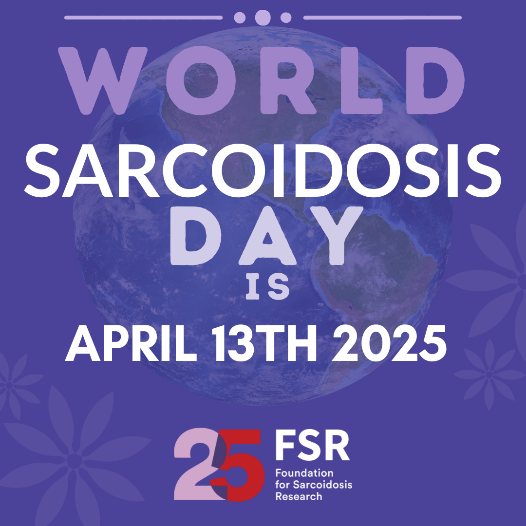 WORLD
SARCOIDOSIS
DAY
IS
APRIL 13TH 2025
25 FSR
Foundation
for Sarcoidosis
Research